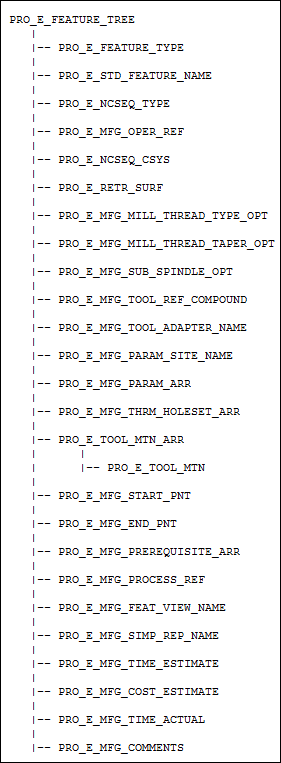 PRO_E_FEATURE_TREE
|
|-- PRO_E_FEATURE_TYPE
|
|-- PRO_E_STD_FEATURE_NAME
|
|-- PRO_E_NCSEQ_TYPE
|
|-- PRO_E_MFG_OPER_REF
|
|-- PRO_E_NCSEQ_CSYS
|
|-- PRO_E_RETR_SURF
|
|-- PRO_E_MFG_MILL_THREAD_TYPE_OPT
|
|-- PRO_E_MFG_MILL_THREAD_TAPER_OPT
|
|-- PRO_E_MFG_SUB_SPINDLE_OPT
|
|-- PRO_E_MFG_TOOL_REF_COMPOUND
|
|-- PRO_E_MFG_TOOL_ADAPTER_NAME
|
|-- PRO_E_MFG_PARAM_SITE_NAME
|
|-- PRO_E_MFG_PARAM_ARR
|
|-- PRO_E_MFG_THRM_HOLESET_ARR
|
|-- PRO_E_TOOL_MTN_ARR
| |
| |-- PRO_E_TOOL_MTN
|
|-- PRO_E_MFG_START_PNT
|
|-- PRO_E_MFG_END_PNT
|
|-- PRO_E_MFG_PREREQUISITE_ARR
|
|-- PRO_E_MFG_PROCESS_REF
|
|-- PRO_E_MFG_FEAT_VIEW_NAME
|
|-- PRO_E_MFG_SIMP_REP_NAME
|
|-- PRO_E_MFG_TIME_ESTIMATE
|
|-- PRO_E_MFG_COST_ESTIMATE
|
|-- PRO_E_MFG_TIME_ACTUAL
|
|-- PRO_E_MFG_COMMENTS